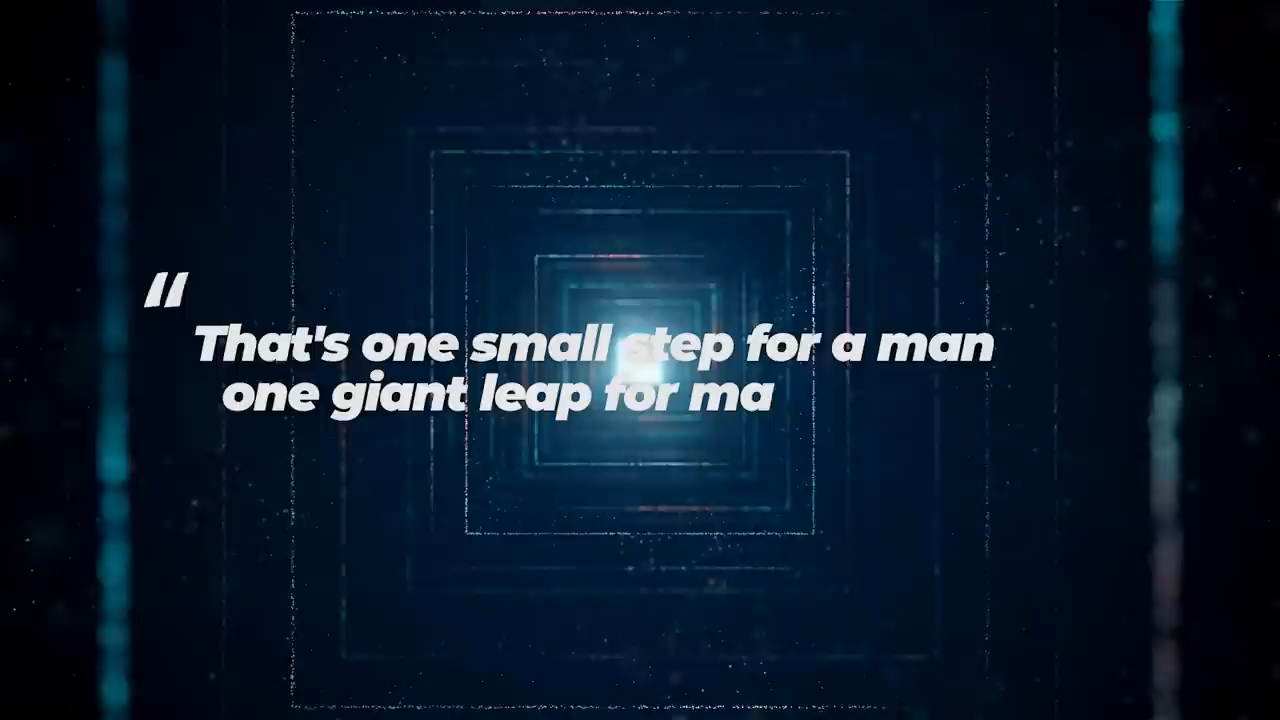 “
That's one small step for a man
one giant leap for ma